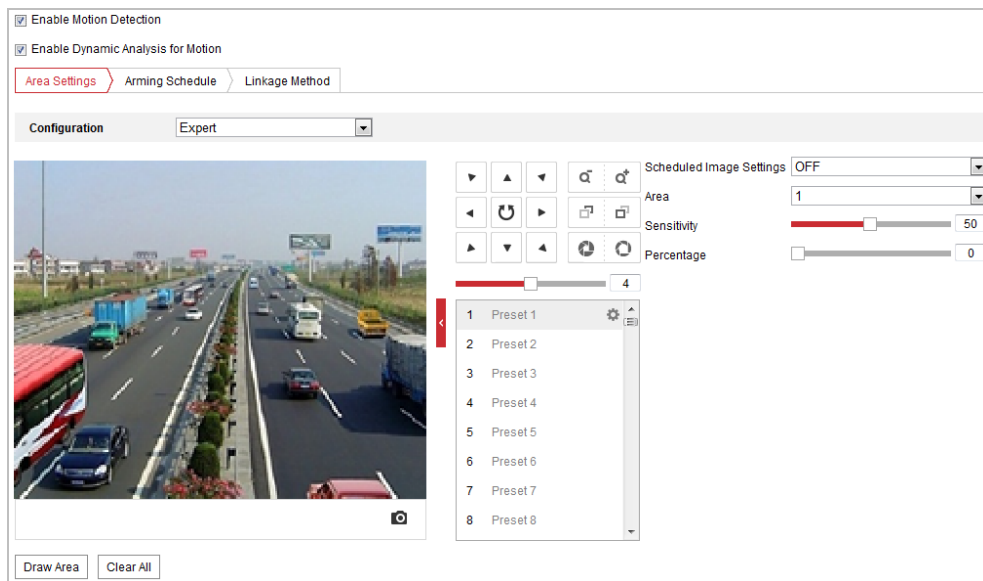 Enable Motion Detection
Enable Dynamic Analysis for Motion
Area Settings
Arming Schedule
Linkage Method
Configuration
Expert
Scheduled Image Settings
OFF
Area
1
Sensitivity
50
Percentage
0
4
1 Preset 1
2 Preset 2
3 Preset 3
4 Preset 4
5 Preset 5
6 Preset 6
7 Preset 7
8 Preset 8
Draw Area
Clear All